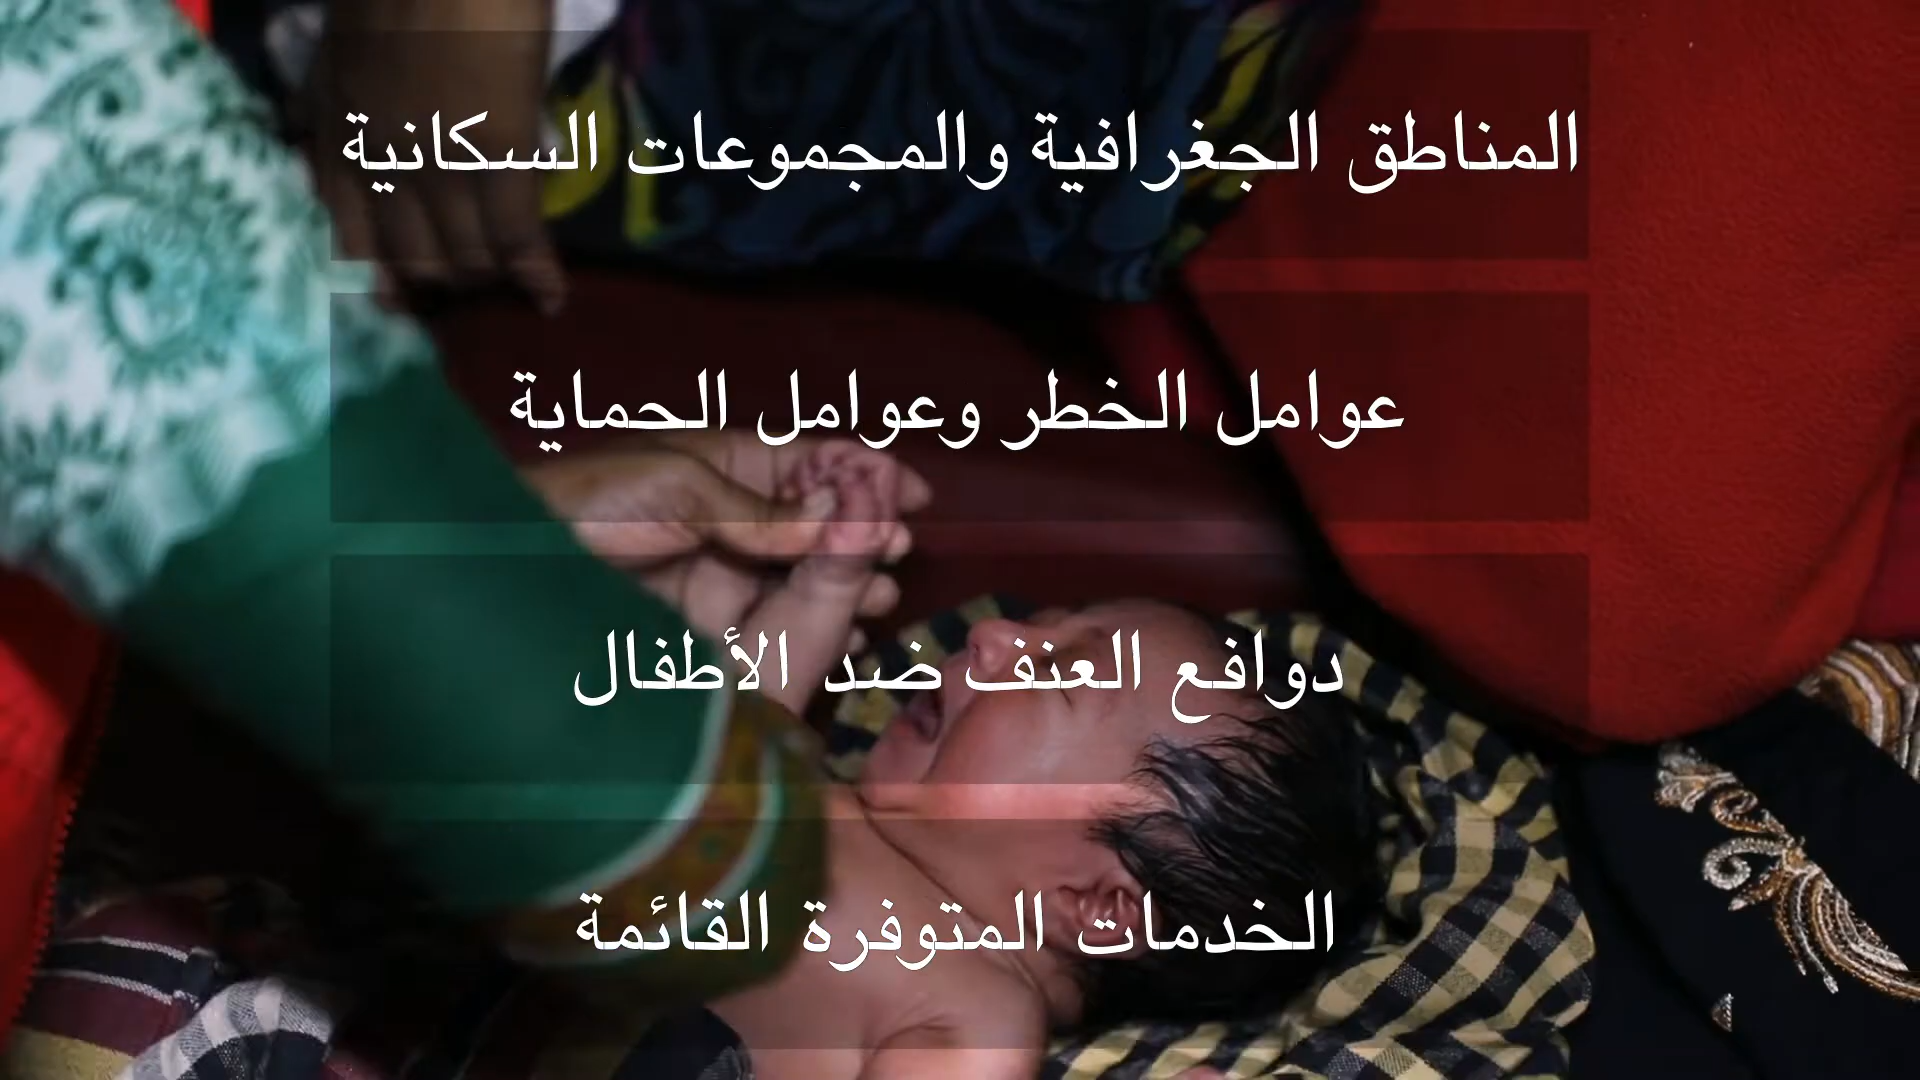 المناطق الجغرافية والمجموعات السكانية
عوامل الخطر وعوامل الحماية
دوافع العنف ضد الأطفال
الخدمات المتوفرة القائمة